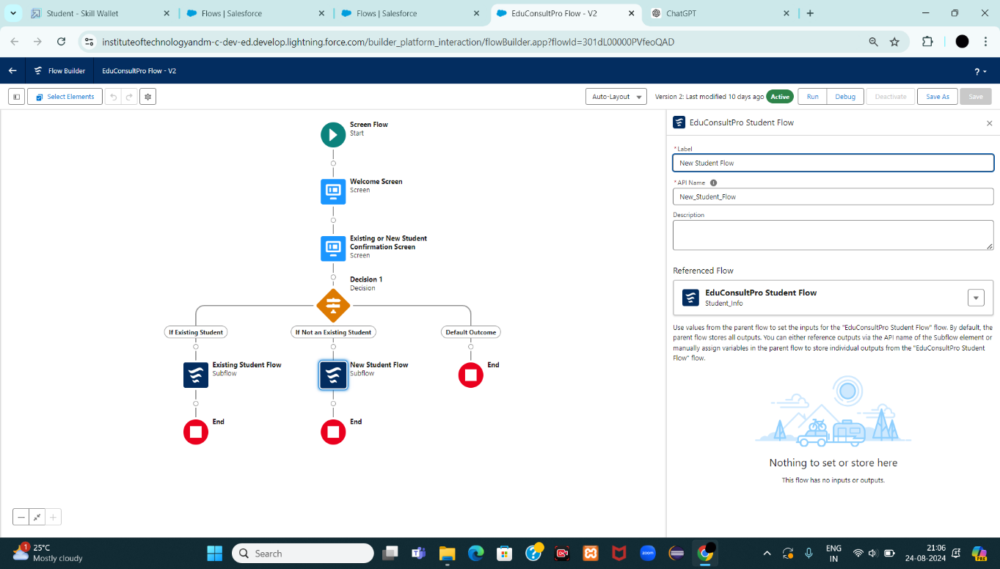 Student - Skill Wallet
Flows | Salesforce
Flows | Salesforce
EduConsultPro Flow - V2
ChatGPT
instituteoftechnologyandm-c-dev-ed.develop.lightning.force.com/builder_platform_interaction/flowBuilder.app?flowId=301dL00000PVfeoQAD
Flow Builder
EduConsultPro Flow - V2
?
Select Elements
Auto-Layout
Version 2: Last modified 10 days ago
Active
Run
Debug
Deactivate
Save As
Save
Screen Flow
Start
Welcome Screen
Screen
Existing or New Student
Confirmation Screen
Screen
Decision 1
Decision
If Existing Student
If Not an Existing Student
Default Outcome
Existing Student Flow
Subflow
New Student Flow
Subflow
End
End
End
EduConsultPro Student Flow
* Label
New Student Flow
* API Name
New_Student_Flow
Description
Referenced Flow
EduConsultPro Student Flow
Student_Info
Use values from the parent flow to set the inputs for the "EduConsultPro Student Flow" flow. By default, the
parent flow stores all outputs. You can either reference outputs via the API name of the Subflow element or
manually assign variables in the parent flow to store individual outputs from the "EduConsultPro Student
Flow" flow.
Nothing to set or store here
This flow has no inputs or outputs.
1
25°C
Mostly cloudy
Search
zoom
ENG
IN
21:06
24-08-2024
PRE